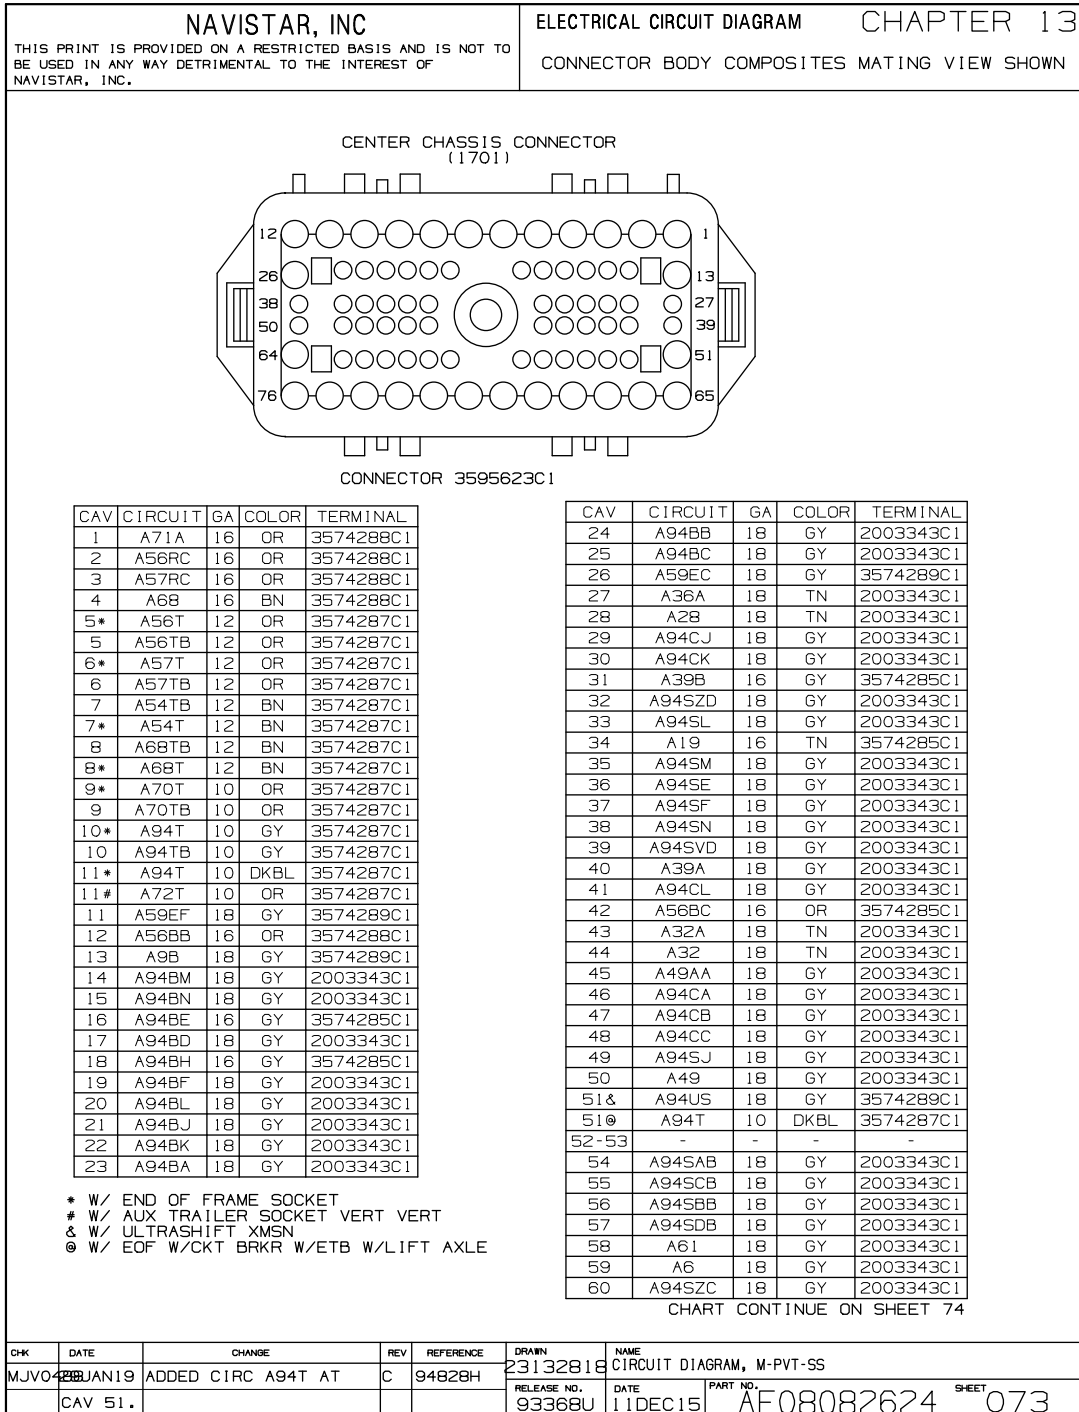 NAVISTAR, INC
THIS PRINT IS PROVIDED ON A RESTRICTED BASIS AND IS NOT TO
BE USED IN ANY WAY DETRIMENTAL TO THE INTEREST OF
NAVISTAR, INC.
ELECTRICAL CIRCUIT DIAGRAM CHAPTER 13
CONNECTOR BODY COMPOSITES MATING VIEW SHOWN
CENTER CHASSIS CONNECTOR
(1701)
12 1
26 13
38 27
50 39
64 51
76 65
CONNECTOR 3595623C1
CAV CIRCUIT GA COLOR TERMINAL
1 A71A 16 OR 3574288C1
2 A56RC 16 OR 3574288C1
3 A57RC 16 OR 3574288C1
4 A68 16 BN 3574288C1
5* A56T 12 OR 3574287C1
5 A56TB 12 OR 3574287C1
6* A57T 12 OR 3574287C1
6 A57TB 12 OR 3574287C1
7 A54TB 12 BN 3574287C1
7* A54T 12 BN 3574287C1
8 A68TB 12 BN 3574287C1
8* A68T 12 BN 3574287C1
9* A70T 10 OR 3574287C1
9 A70TB 10 OR 3574287C1
10* A94T 10 GY 3574287C1
10 A94TB 10 GY 3574287C1
11* A94T 10 DKBL 3574287C1
11# A72T 10 OR 3574287C1
11 A59EF 18 GY 3574289C1
12 A56BB 16 OR 3574288C1
13 A9B 18 GY 3574289C1
14 A94BM 18 GY 2003343C1
15 A94BN 18 GY 2003343C1
16 A94BE 16 GY 3574285C1
17 A94BD 18 GY 2003343C1
18 A94BH 16 GY 3574285C1
19 A94BF 18 GY 2003343C1
20 A94BL 18 GY 2003343C1
21 A94BJ 18 GY 2003343C1
22 A94BK 18 GY 2003343C1
23 A94BA 18 GY 2003343C1
* W/ END OF FRAME SOCKET
# W/ AUX TRAILER SOCKET VERT VERT
& W/ ULTRASHIFT XMSN
@ W/ EOF W/CKT BRKR W/ETB W/LIFT AXLE
CAV CIRCUIT GA COLOR TERMINAL
24 A94BB 18 GY 2003343C1
25 A94BC 18 GY 2003343C1
26 A59EC 18 GY 3574289C1
27 A36A 18 TN 2003343C1
28 A28 18 TN 2003343C1
29 A94CJ 18 GY 2003343C1
30 A94CK 18 GY 2003343C1
31 A39B 16 GY 3574285C1
32 A94SZD 18 GY 2003343C1
33 A94SL 18 GY 2003343C1
34 A19 16 TN 3574285C1
35 A94SM 18 GY 2003343C1
36 A94SE 18 GY 2003343C1
37 A94SF 18 GY 2003343C1
38 A94SN 18 GY 2003343C1
39 A94SVD 18 GY 2003343C1
40 A39A 18 GY 2003343C1
41 A94CL 18 GY 2003343C1
42 A56BC 16 OR 3574285C1
43 A32A 18 TN 2003343C1
44 A32 18 TN 2003343C1
45 A49AA 18 GY 2003343C1
46 A94CA 18 GY 2003343C1
47 A94CB 18 GY 2003343C1
48 A94CC 18 GY 2003343C1
49 A94SJ 18 GY 2003343C1
50 A49 18 GY 2003343C1
51& A94US 18 GY 3574289C1
51@ A94T 10 DKBL 3574287C1
52-53 - - - -
54 A94SAB 18 GY 2003343C1
55 A94SCB 18 GY 2003343C1
56 A94SBB 18 GY 2003343C1
57 A94SDB 18 GY 2003343C1
58 A61 18 GY 2003343C1
59 A6 18 GY 2003343C1
60 A94SZC 18 GY 2003343C1
CHART CONTINUE ON SHEET 74
CHK DATE CHANGE REV REFERENCE DRAWN NAME
ADDED CIRC A94T AT C 94828H 23132818 CIRCUIT DIAGRAM, M-PVT-SS
CAV 51.
RELEASE NO. DATE PART NO. SHEET
93368U 11DEC15 AF08082624 073